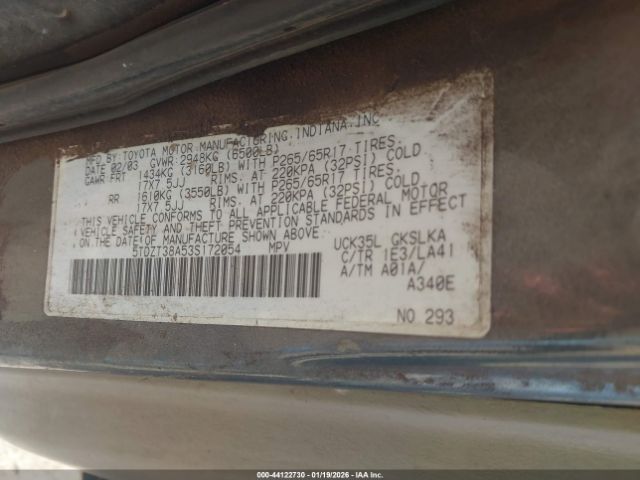 MFD. BY TOYOTA MOTOR MANUFACTURING, INDIANA, INC
DATE 02/03 GVWR 2948KG (6500LB)
GAWR FRT 1434KG (3160LB) WITH P265/65R17 TIRES,
17X7.5JJ RIMS, AT 220KPA (32PSI) COLD
RR 1610KG (3550LB) WITH P265/65R17 TIRES,
17X7.5JJ RIMS, AT 220KPA (32PSI) COLD
THIS VEHICLE CONFORMS TO ALL APPLICABLE FEDERAL MOTOR
VEHICLE SAFETY AND THEFT PREVENTION STANDARDS IN EFFECT
ON THE DATE OF MANUFACTURE SHOWN ABOVE
5TDZT38A53S172054 MPV
UCK35L GKSLKA
C/TR 1E3/LA41
A/TM A01A/
A340E
NO 293
000-44122730 - 01/19/2026 - IAAI.COM